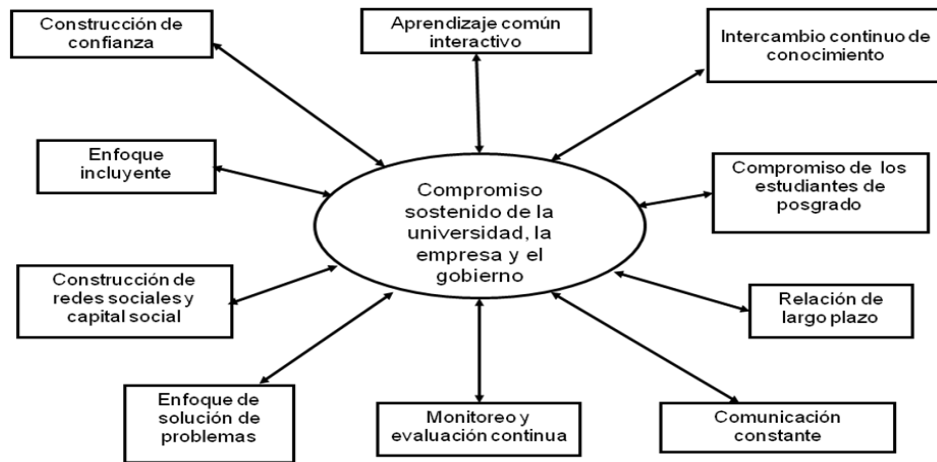 Construcción de
confianza
Aprendizaje común
interactivo
Intercambio continuo de
conocimiento
Enfoque
incluyente
Compromiso
sostenido de la
universidad, la
empresa y el
gobierno
Compromiso de los
estudiantes de
posgrado
Construcción de
redes sociales y
capital social
Relación de
largo plazo
Enfoque de
solución de
problemas
Monitoreo y
evaluación continua
Comunicación
constante